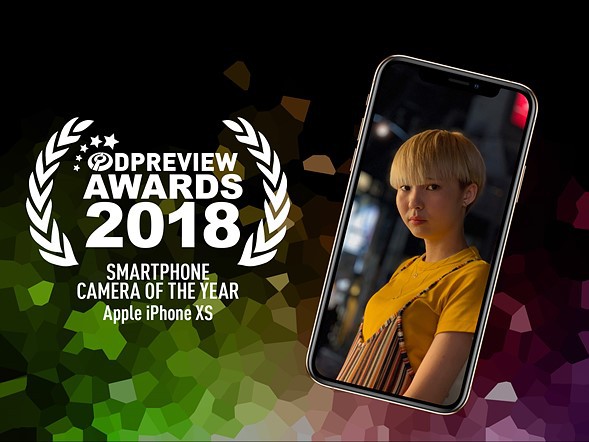 DPREVIEW
AWARDS
2018
SMARTPHONE
CAMERA OF THE YEAR
Apple iPhone XS